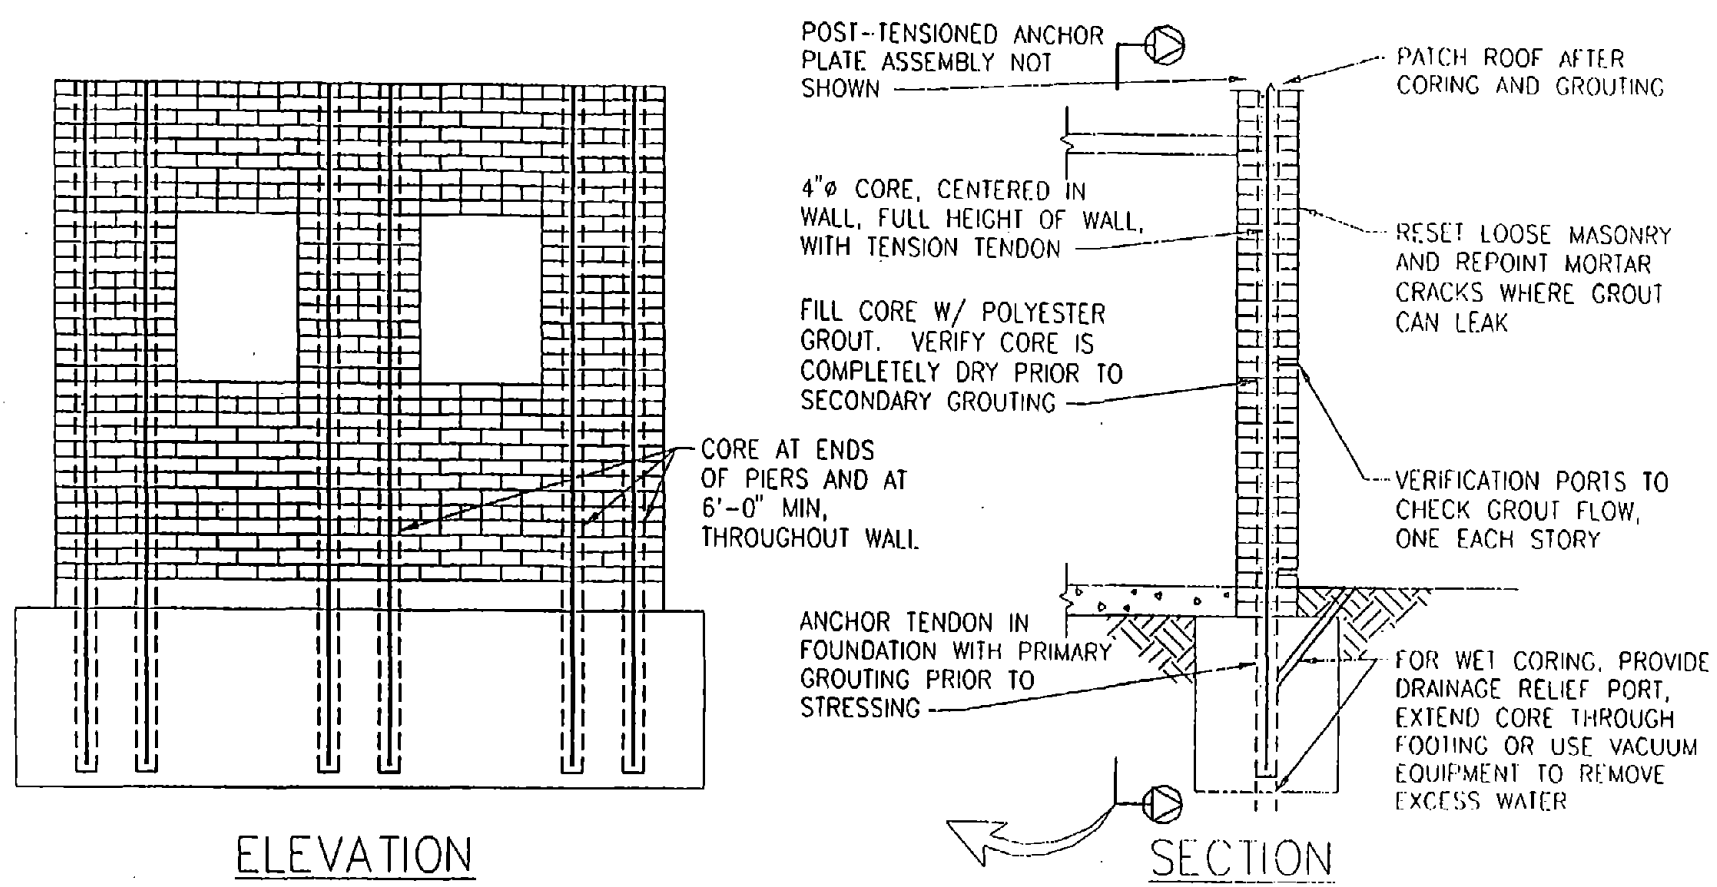 POST-TENSIONED ANCHOR
PLATE ASSEMBLY NOT
SHOWN
PATCH ROOF AFTER
CORING AND GROUTING
4"ø CORE, CENTERED IN
WALL, FULL HEIGHT OF WALL,
WITH TENSION TENDON
RESET LOOSE MASONRY
AND REPOINT MORTAR
CRACKS WHERE GROUT
CAN LEAK
FILL CORE W/ POLYESTER
GROUT. VERIFY CORE IS
COMPLETELY DRY PRIOR TO
SECONDARY GROUTING
CORE AT ENDS
OF PIERS AND AT
6'-0" MIN,
THROUGHOUT WALL
VERIFICATION PORTS TO
CHECK GROUT FLOW,
ONE EACH STORY
ANCHOR TENDON IN
FOUNDATION WITH PRIMARY
GROUTING PRIOR TO
STRESSING
FOR WET CORING, PROVIDE
DRAINAGE RELIEF PORT,
EXTEND CORE THROUGH
FOOTING OR USE VACUUM
EQUIPMENT TO REMOVE
EXCESS WATER
ELEVATION
SECTION